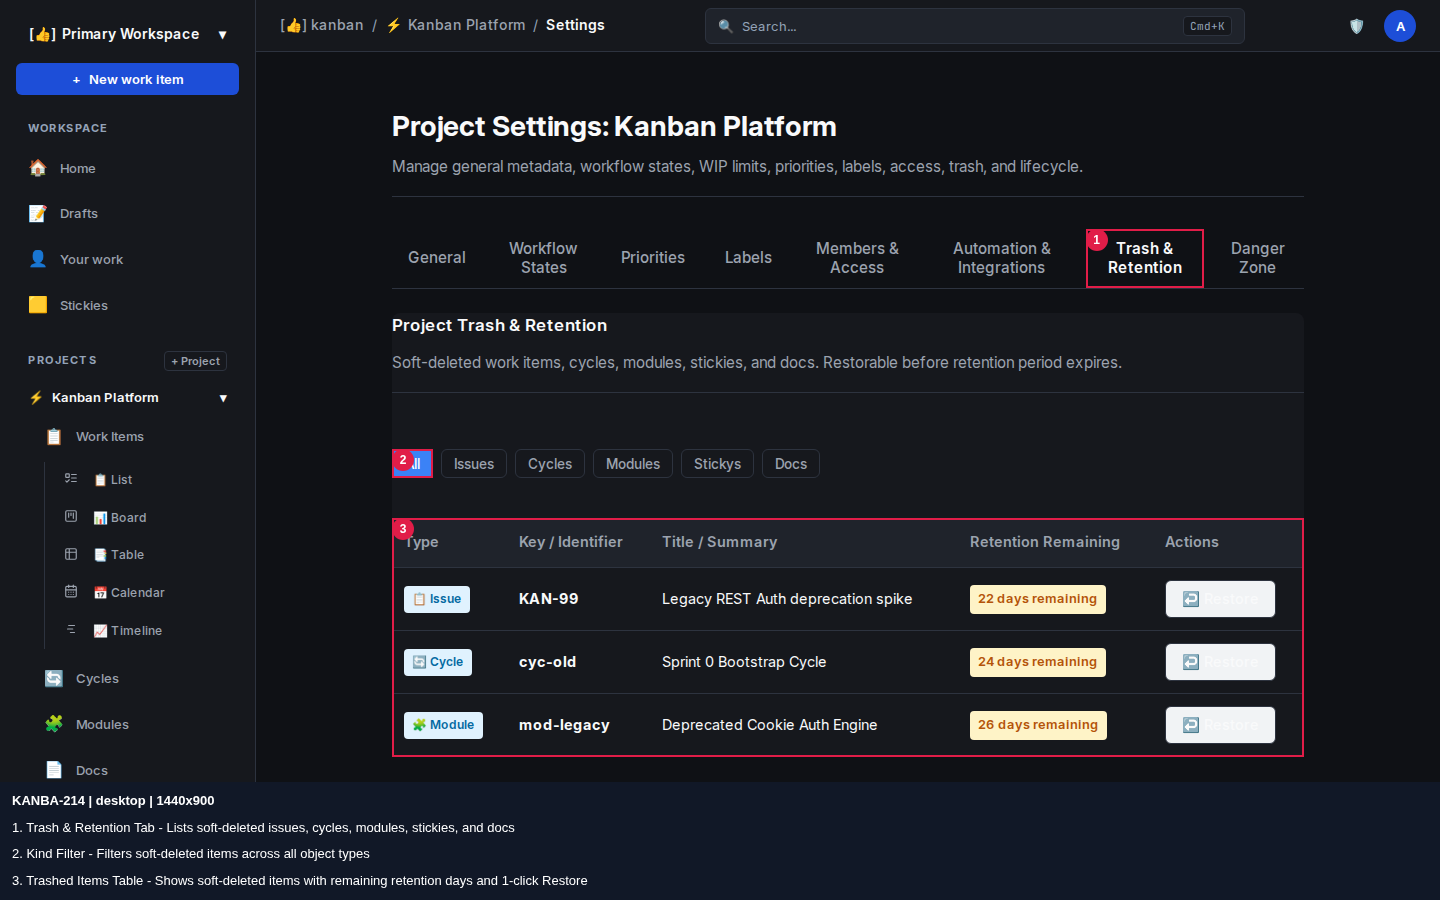 [👍] Primary Workspace ▼
+ New work item
WORKSPACE
🏠 Home
📝 Drafts
👤 Your work
🟨 Stickies
PROJECTS + Project
⚡ Kanban Platform ▼
📋 Work Items
📋 List
📊 Board
📑 Table
📅 Calendar
📈 Timeline
🔄 Cycles
🧩 Modules
📄 Docs
[👍] kanban / ⚡ Kanban Platform / Settings
🔍 Search... Cmd+K
🛡️ A
Project Settings: Kanban Platform
Manage general metadata, workflow states, WIP limits, priorities, labels, access, trash, and lifecycle.
General
Workflow
States
Priorities
Labels
Members &
Access
Automation &
Integrations
1 Trash &
Retention
Danger
Zone
Project Trash & Retention
Soft-deleted work items, cycles, modules, stickies, and docs. Restorable before retention period expires.
2 Issues Cycles Modules Stickys Docs
3
Type Key / Identifier Title / Summary Retention Remaining Actions
📋 Issue KAN-99 Legacy REST Auth deprecation spike 22 days remaining ↩️ Restore
🔄 Cycle cyc-old Sprint 0 Bootstrap Cycle 24 days remaining ↩️ Restore
🧩 Module mod-legacy Deprecated Cookie Auth Engine 26 days remaining ↩️ Restore
KANBA-214 | desktop | 1440x900
1. Trash & Retention Tab - Lists soft-deleted issues, cycles, modules, stickies, and docs
2. Kind Filter - Filters soft-deleted items across all object types
3. Trashed Items Table - Shows soft-deleted items with remaining retention days and 1-click Restore